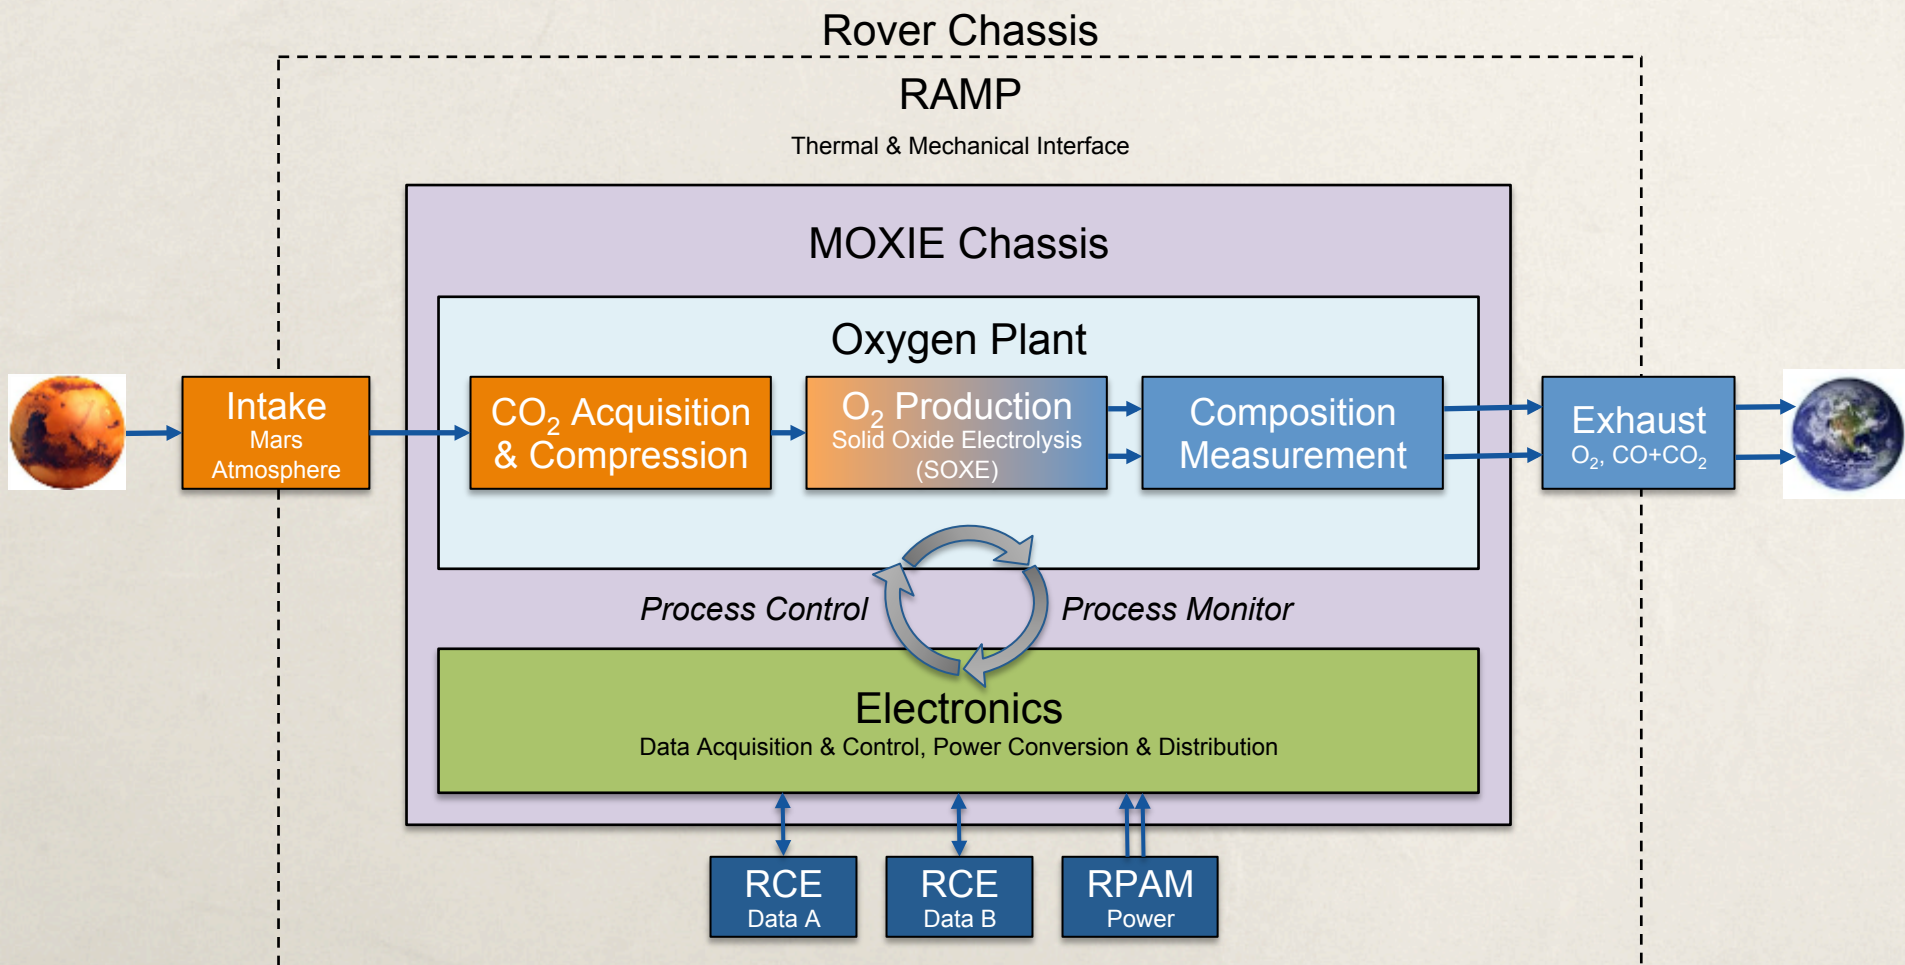 Rover Chassis
RAMP
Thermal & Mechanical Interface
MOXIE Chassis
Oxygen Plant
Intake
Mars
Atmosphere
CO₂ Acquisition
& Compression
O₂ Production
Solid Oxide Electrolysis
(SOXE)
Composition
Measurement
Exhaust
O₂, CO+CO₂
Process Control
Process Monitor
Electronics
Data Acquisition & Control, Power Conversion & Distribution
RCE
Data A
RCE
Data B
RPAM
Power